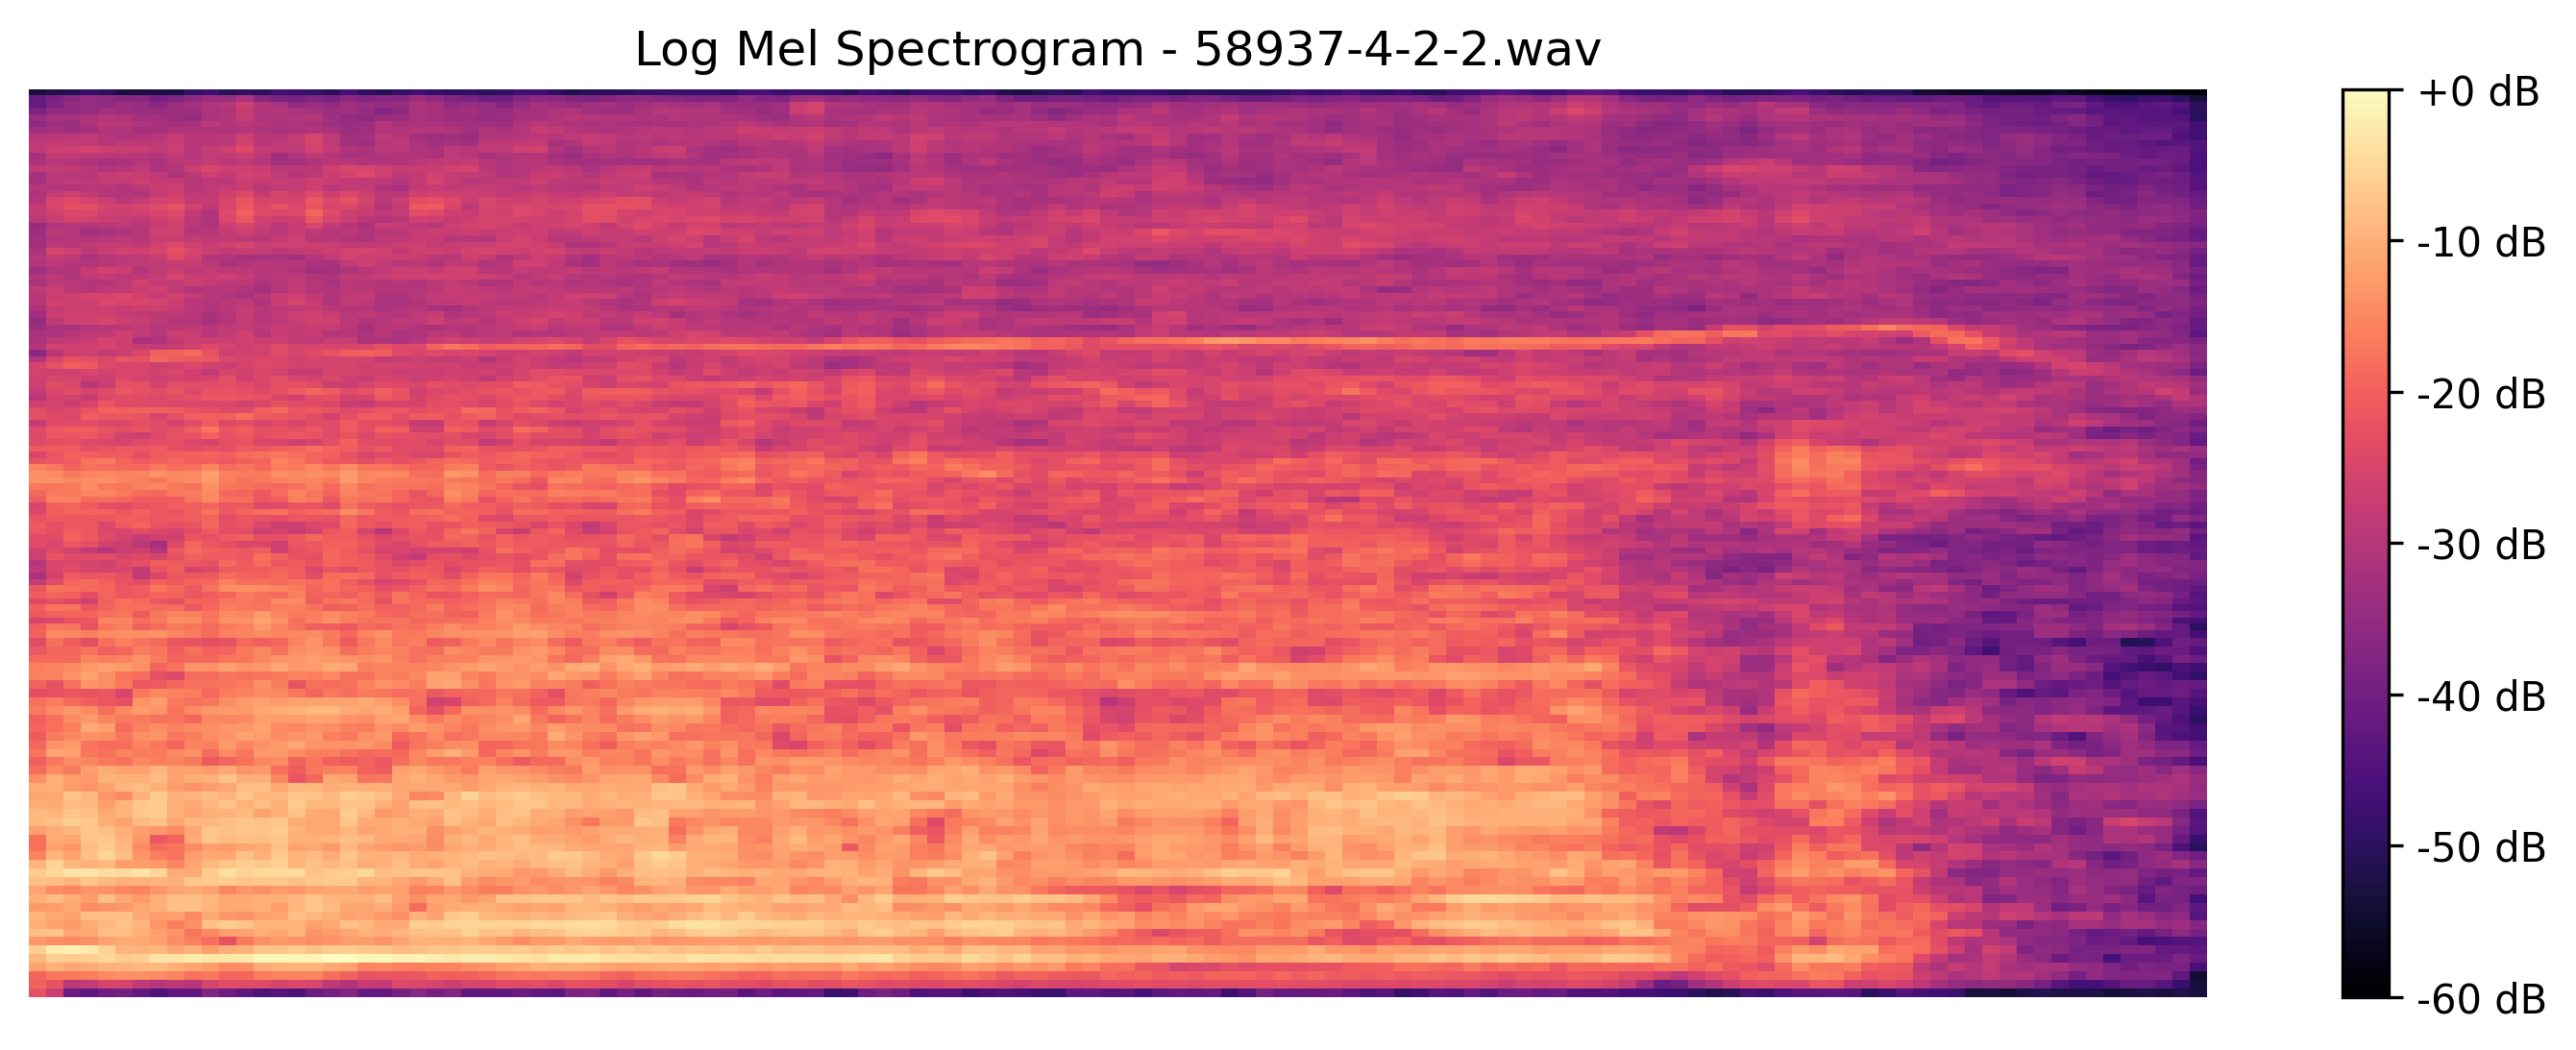 Log Mel Spectrogram - 58937-4-2-2.wav
+0 dB
-10 dB
-20 dB
-30 dB
-40 dB
-50 dB
-60 dB